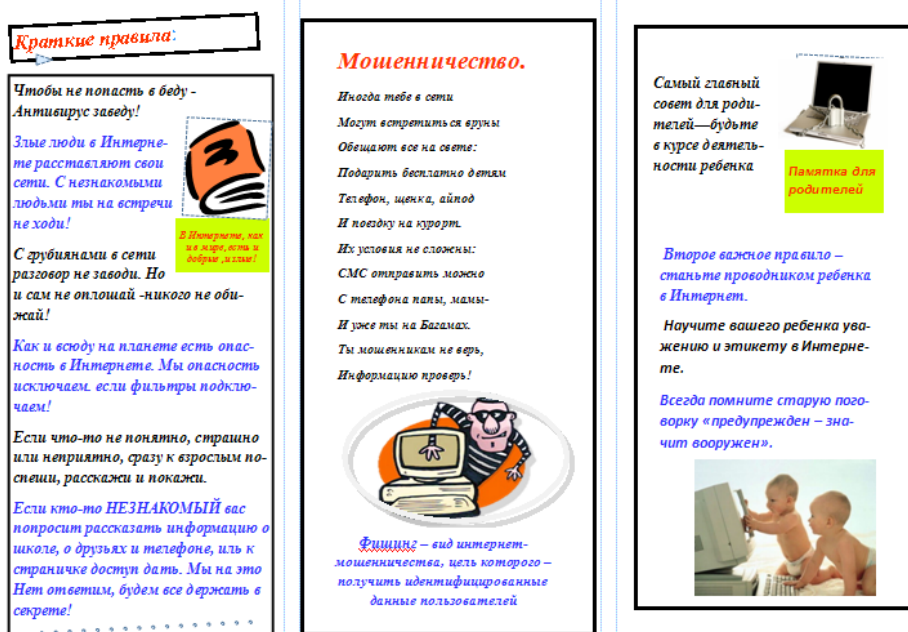 Краткие правила:
Чтобы не попасть в беду -
Антивирус заведу!
Злые люди в Интерне-
те расставляют свои
сети. С незнакомыми
людьми ты на встречи
не ходи!
В Интернете, как
и в мире, есть и
добрые ,и злые!
С грубиянами в сети
разговор не заводи. Но
и сам не оплошай -никого не оби-
жай!
Как и всюду на планете есть опас-
ность в Интернете. Мы опасность
исключаем. если фильтры подклю-
чаем!
Если что-то не понятно, страшно
или неприятно, сразу к взрослым по-
спеши, расскажи и покажи.
Если кто-то НЕЗНАКОМЫЙ вас
попросит рассказать информацию о
школе, о друзьях и телефоне, иль к
страничке доступ дать. Мы на это
Нет ответим, будем все держать в
секрете!
Мошенничество.
Иногда тебе в сети
Могут встретиться вруны
Обещают все на свете:
Подарить бесплатно детям
Телефон, щенка, айпод
И поездку на курорт.
Их условия не сложны:
СМС отправить можно
С телефона папы, мамы-
И уже ты на Багамах.
Ты мошенникам не верь,
Информацию проверь!
Фишинг – вид интернет-
мошенничества, цель которого –
получить идентифицированные
данные пользователей
Самый главный
совет для роди-
телей—будьте
в курсе деятель-
ности ребенка
Памятка для
родителей
Второе важное правило –
станьте проводником ребенка
в Интернет.
Научите вашего ребенка ува-
жению и этикету в Интерне-
те.
Всегда помните старую пого-
ворку «предупрежден – зна-
чит вооружен».